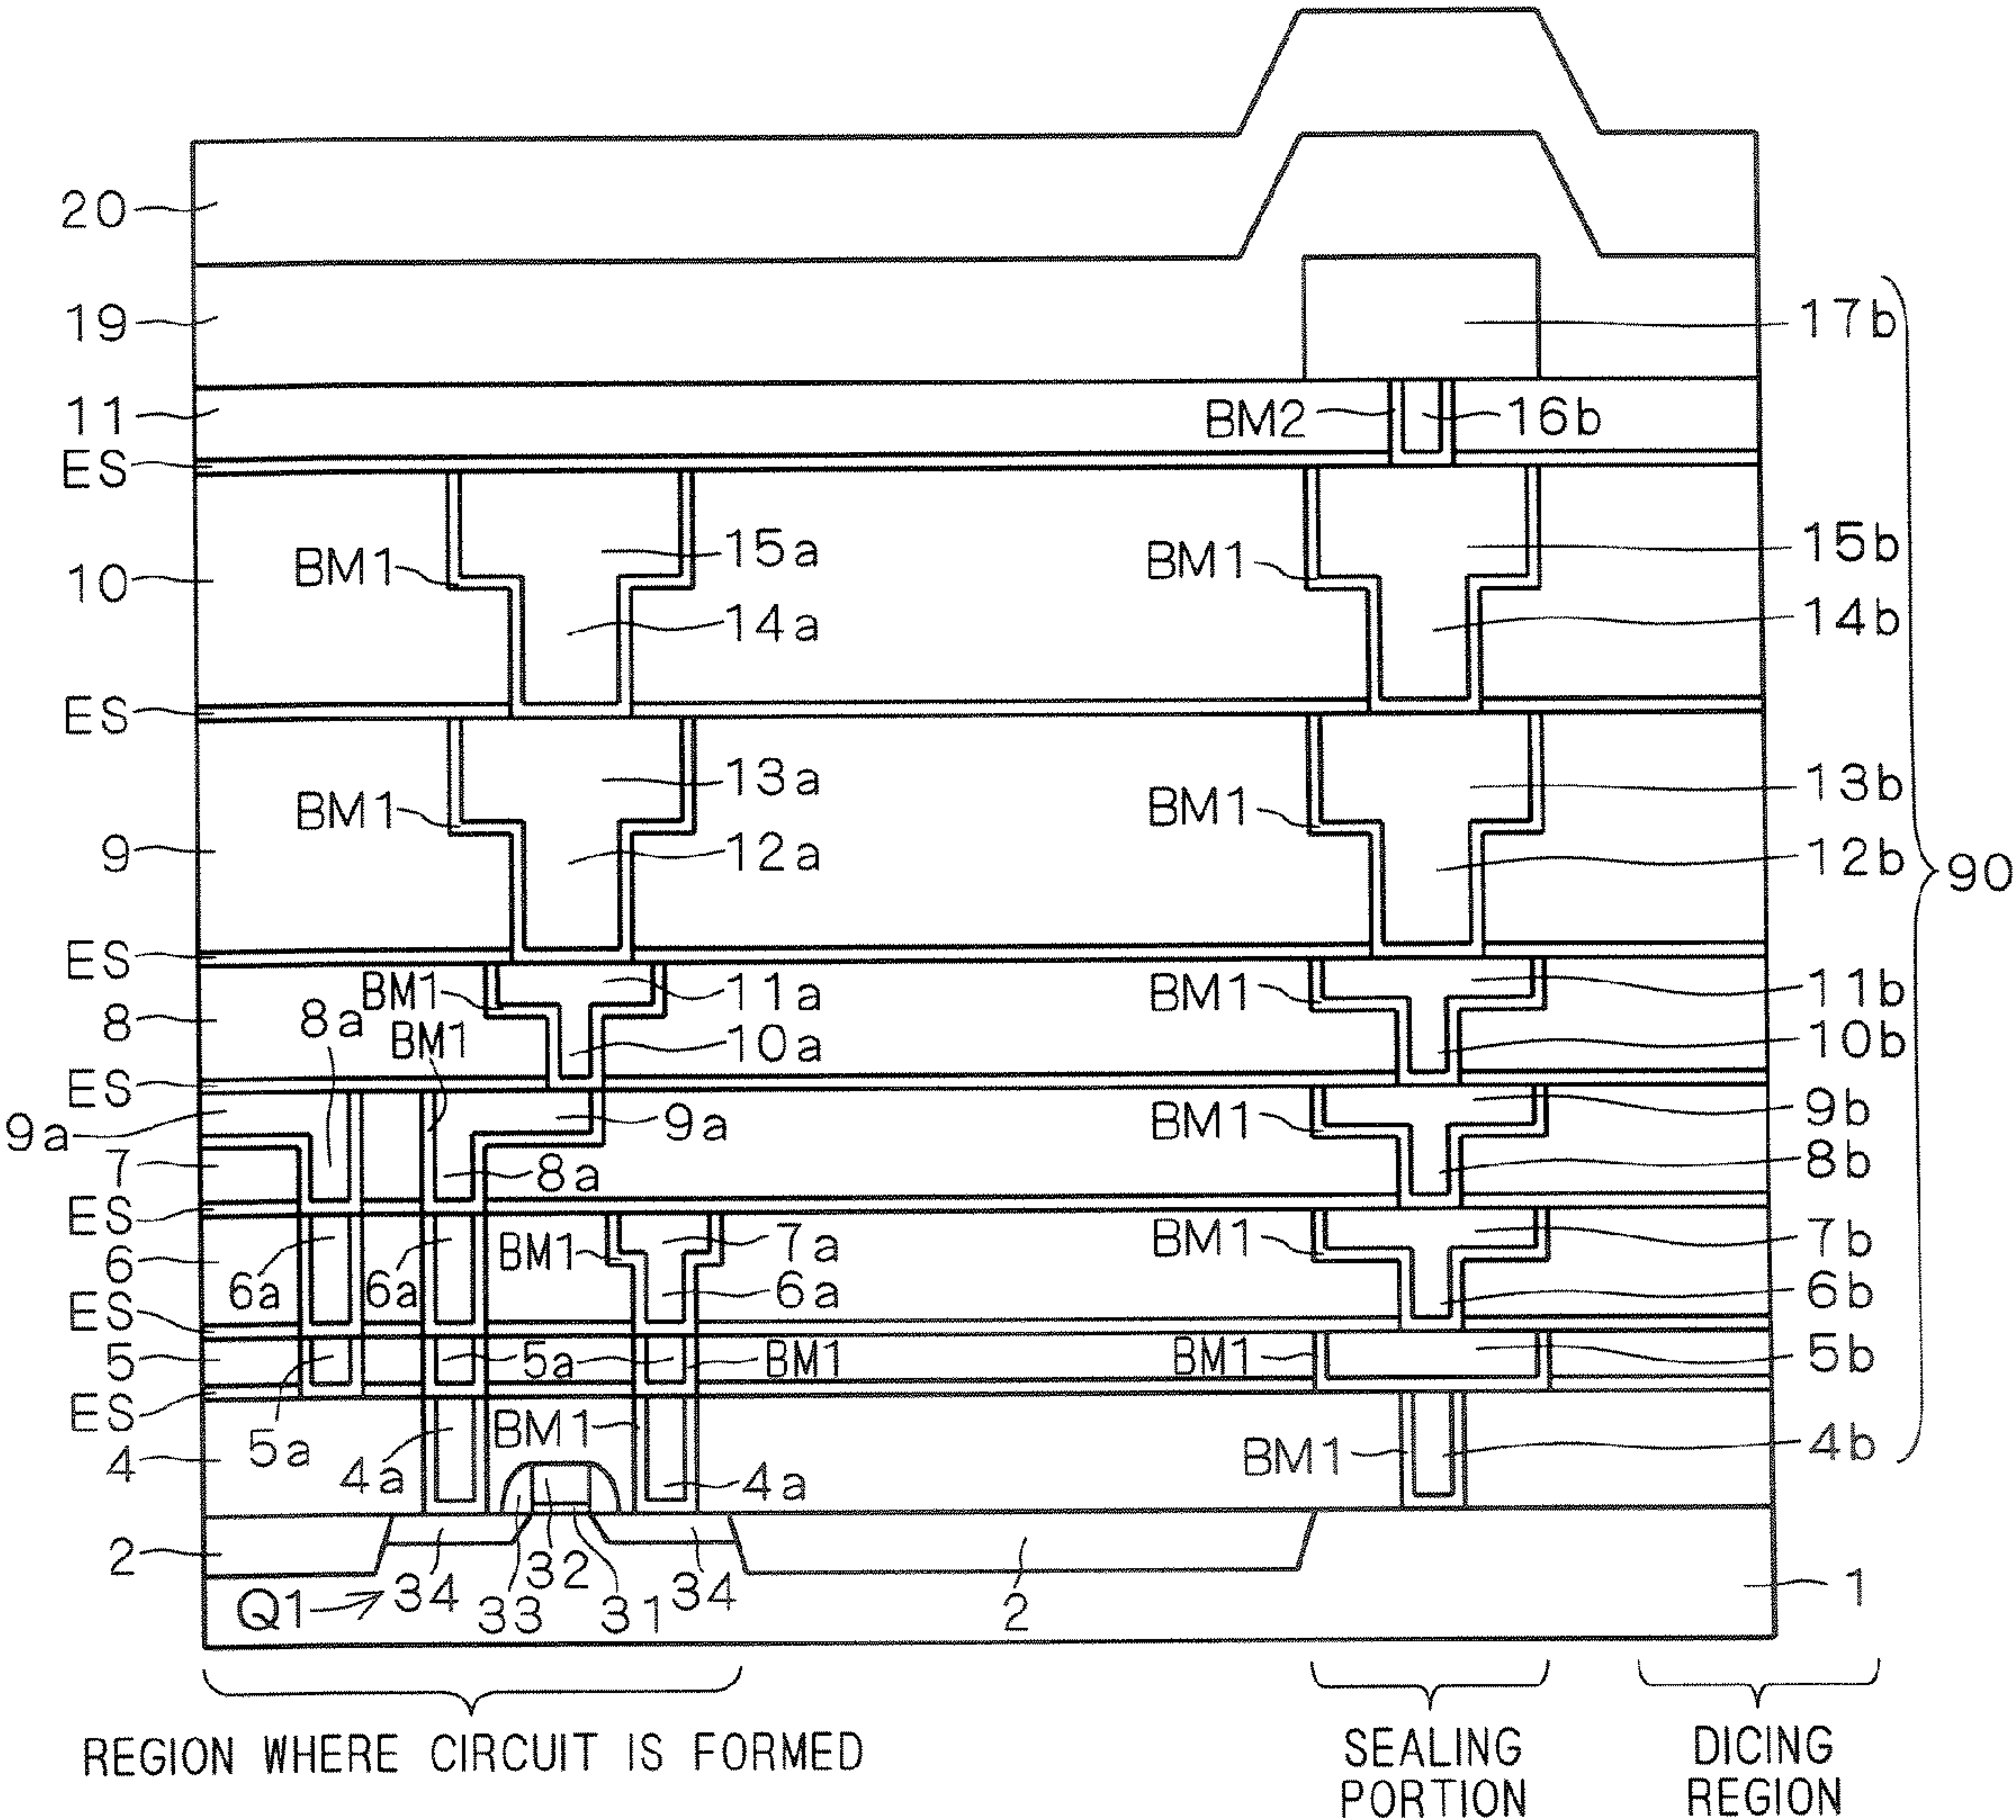 20
19
17b
11
BM2
16b
ES
15a
BM1
BM1
15b
10
14a
14b
ES
13a
13b
BM1
BM1
9
12a
12b
90
ES
BM1
11a
BM1
11b
8
8a
BM1
10a
10b
ES
9a
9a
BM1
9b
7
8a
8b
ES
7a
BM1
7b
6
BM1
6a
6a
6a
6b
ES
5
5a
BM1
BM1
5b
ES
5a
BM1
4
4a
4a
BM1
4b
2
34
32
34
2
1
Q1
33
31
REGION WHERE CIRCUIT IS FORMED
SEALING
PORTION
DICING
REGION